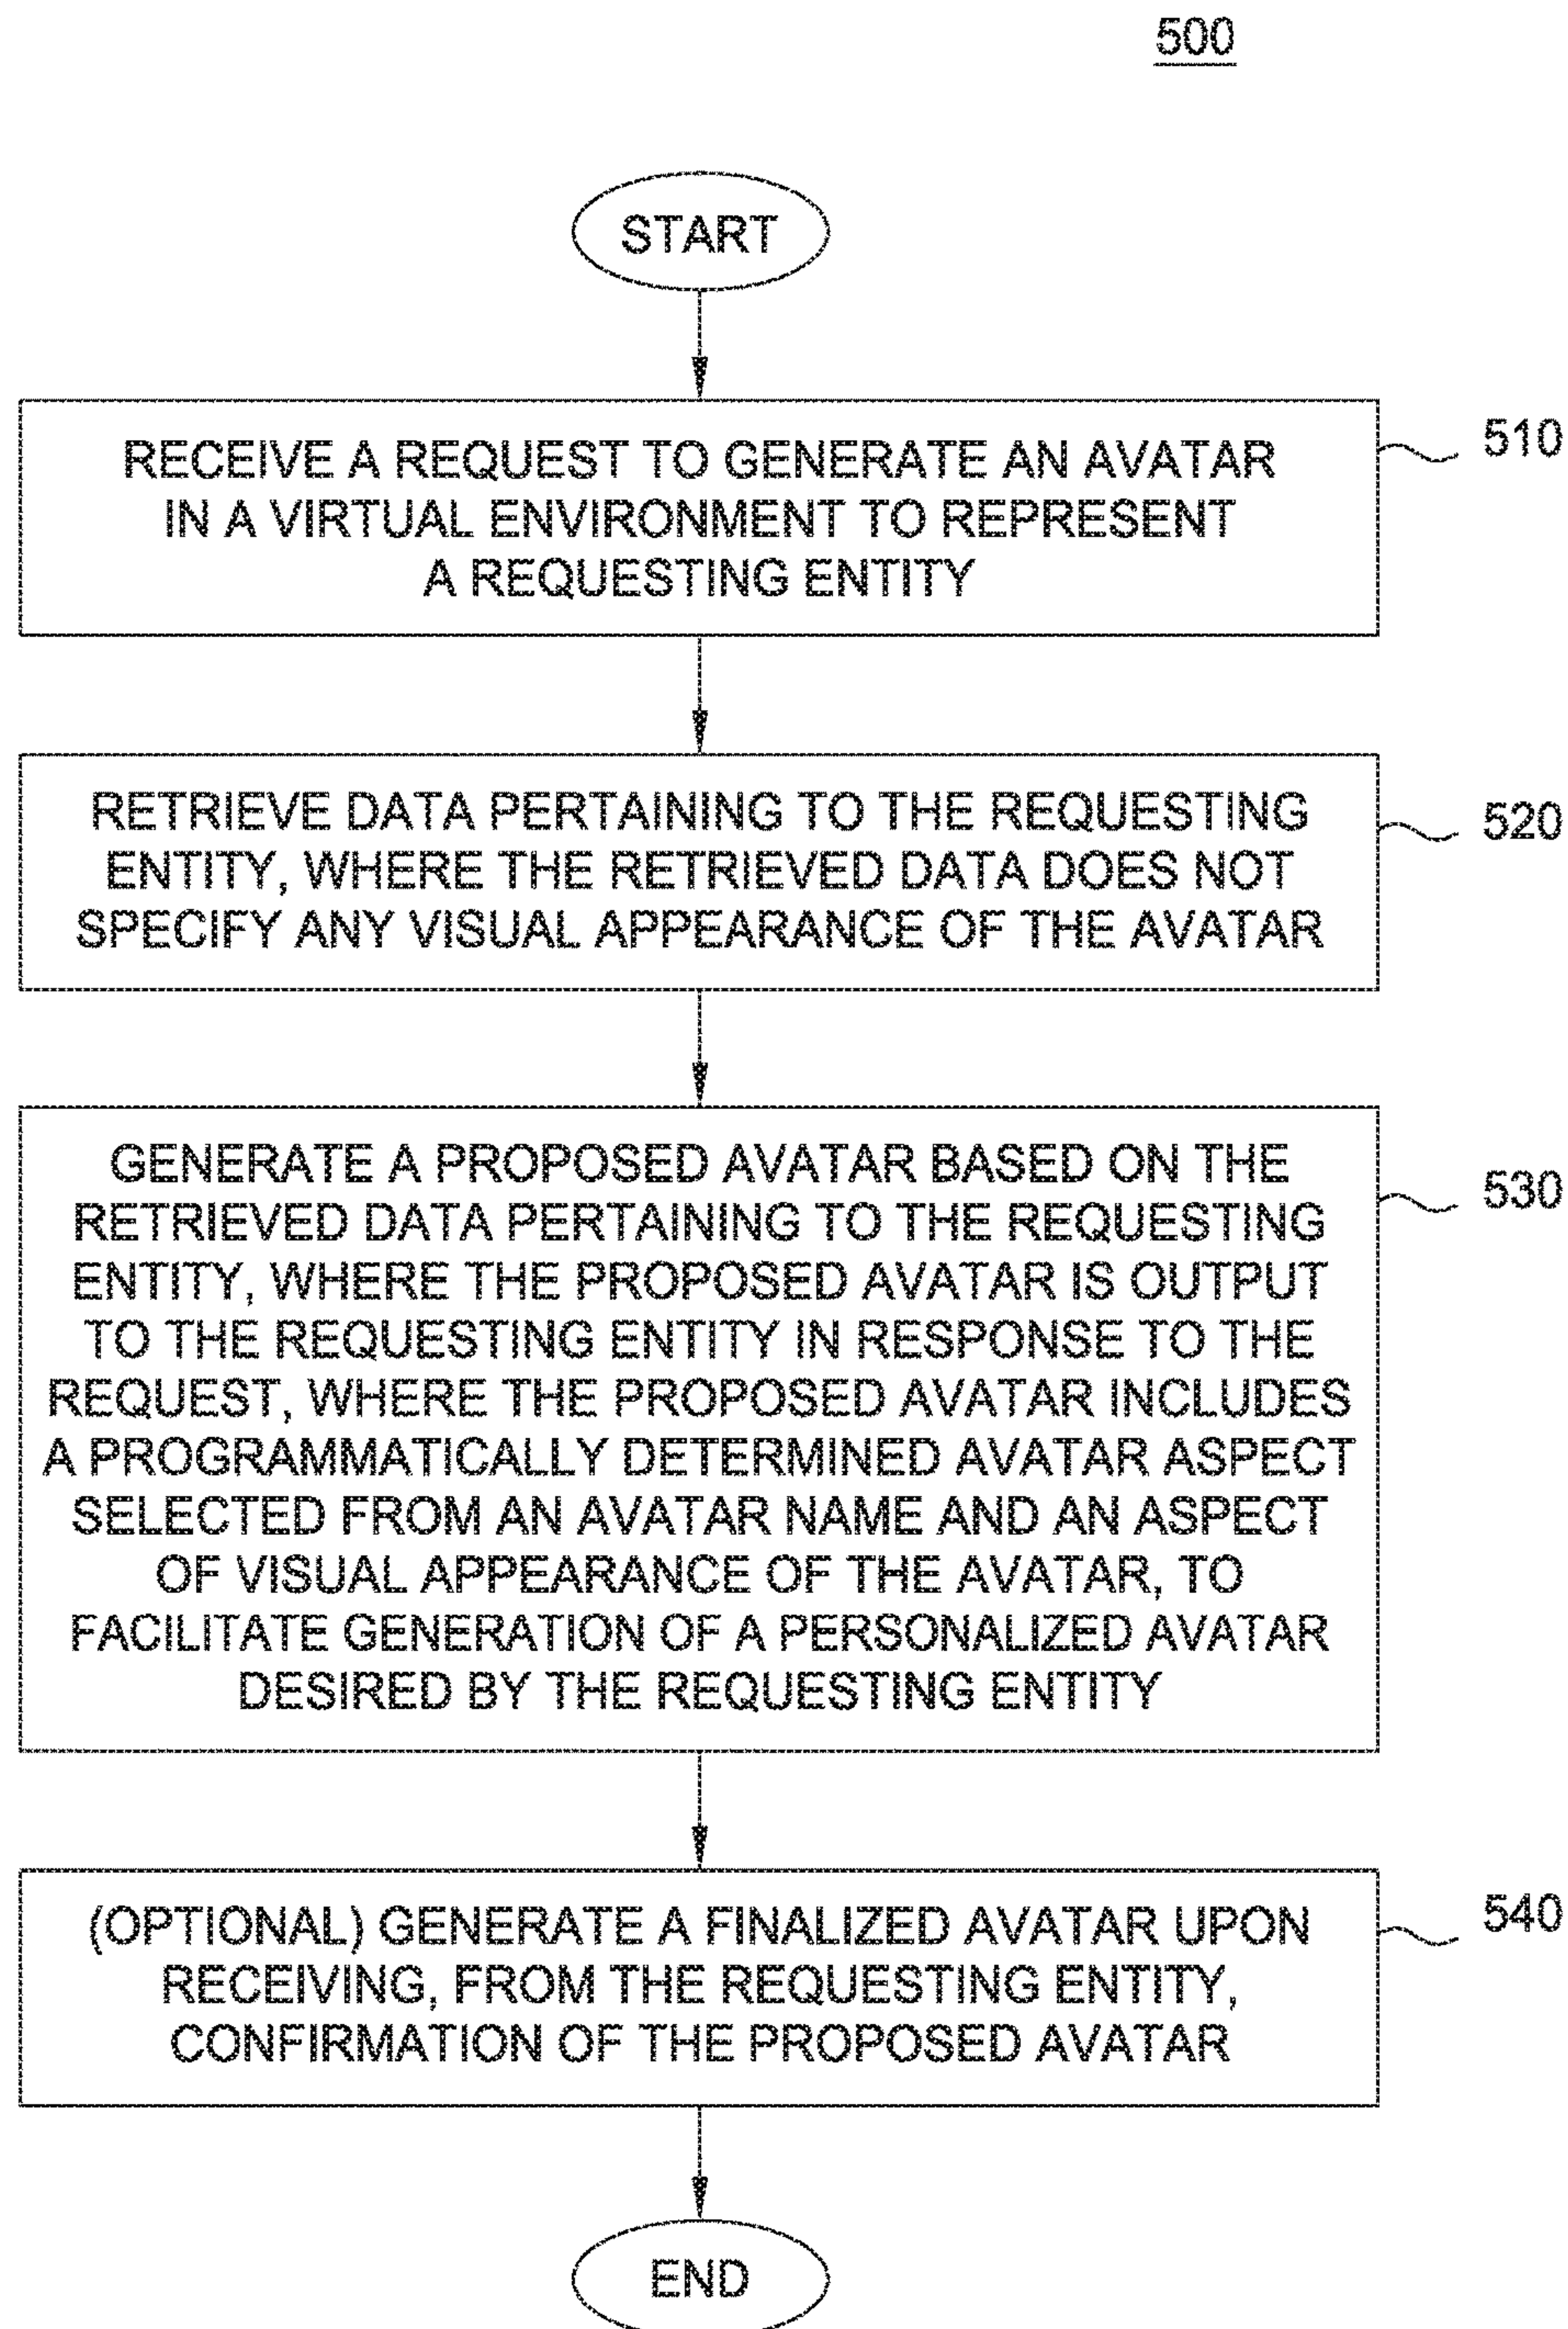 500
START
RECEIVE A REQUEST TO GENERATE AN AVATAR
IN A VIRTUAL ENVIRONMENT TO REPRESENT
A REQUESTING ENTITY
510
RETRIEVE DATA PERTAINING TO THE REQUESTING
ENTITY, WHERE THE RETRIEVED DATA DOES NOT
SPECIFY ANY VISUAL APPEARANCE OF THE AVATAR
520
GENERATE A PROPOSED AVATAR BASED ON THE
RETRIEVED DATA PERTAINING TO THE REQUESTING
ENTITY, WHERE THE PROPOSED AVATAR IS OUTPUT
TO THE REQUESTING ENTITY IN RESPONSE TO THE
REQUEST, WHERE THE PROPOSED AVATAR INCLUDES
A PROGRAMMATICALLY DETERMINED AVATAR ASPECT
SELECTED FROM AN AVATAR NAME AND AN ASPECT
OF VISUAL APPEARANCE OF THE AVATAR, TO
FACILITATE GENERATION OF A PERSONALIZED AVATAR
DESIRED BY THE REQUESTING ENTITY
530
(OPTIONAL) GENERATE A FINALIZED AVATAR UPON
RECEIVING, FROM THE REQUESTING ENTITY,
CONFIRMATION OF THE PROPOSED AVATAR
540
END